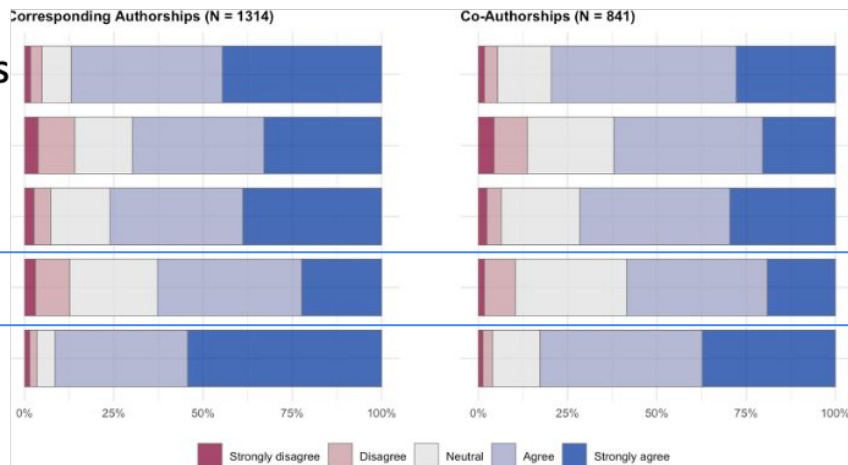 Corresponding Authorships (N = 1314)
Co-Authorships (N = 841)
S
0% 25% 50% 75% 100%
0% 25% 50% 75% 100%
Strongly disagree Disagree Neutral Agree Strongly agree